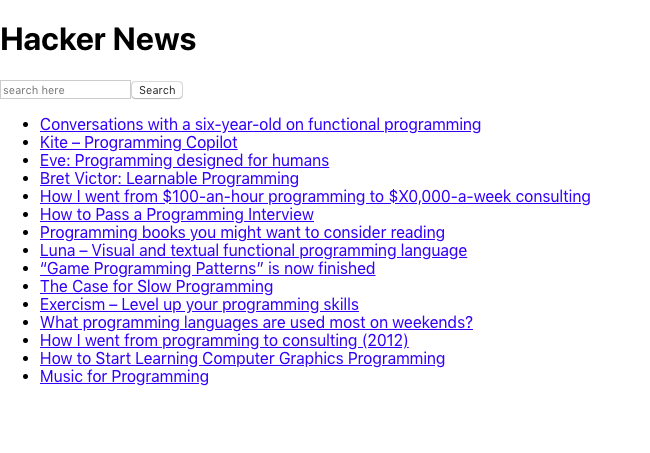 Hacker News
search here Search
Conversations with a six-year-old on functional programming
Kite – Programming Copilot
Eve: Programming designed for humans
Bret Victor: Learnable Programming
How I went from $100-an-hour programming to $X0,000-a-week consulting
How to Pass a Programming Interview
Programming books you might want to consider reading
Luna – Visual and textual functional programming language
“Game Programming Patterns” is now finished
The Case for Slow Programming
Exercism – Level up your programming skills
What programming languages are used most on weekends?
How I went from programming to consulting (2012)
How to Start Learning Computer Graphics Programming
Music for Programming